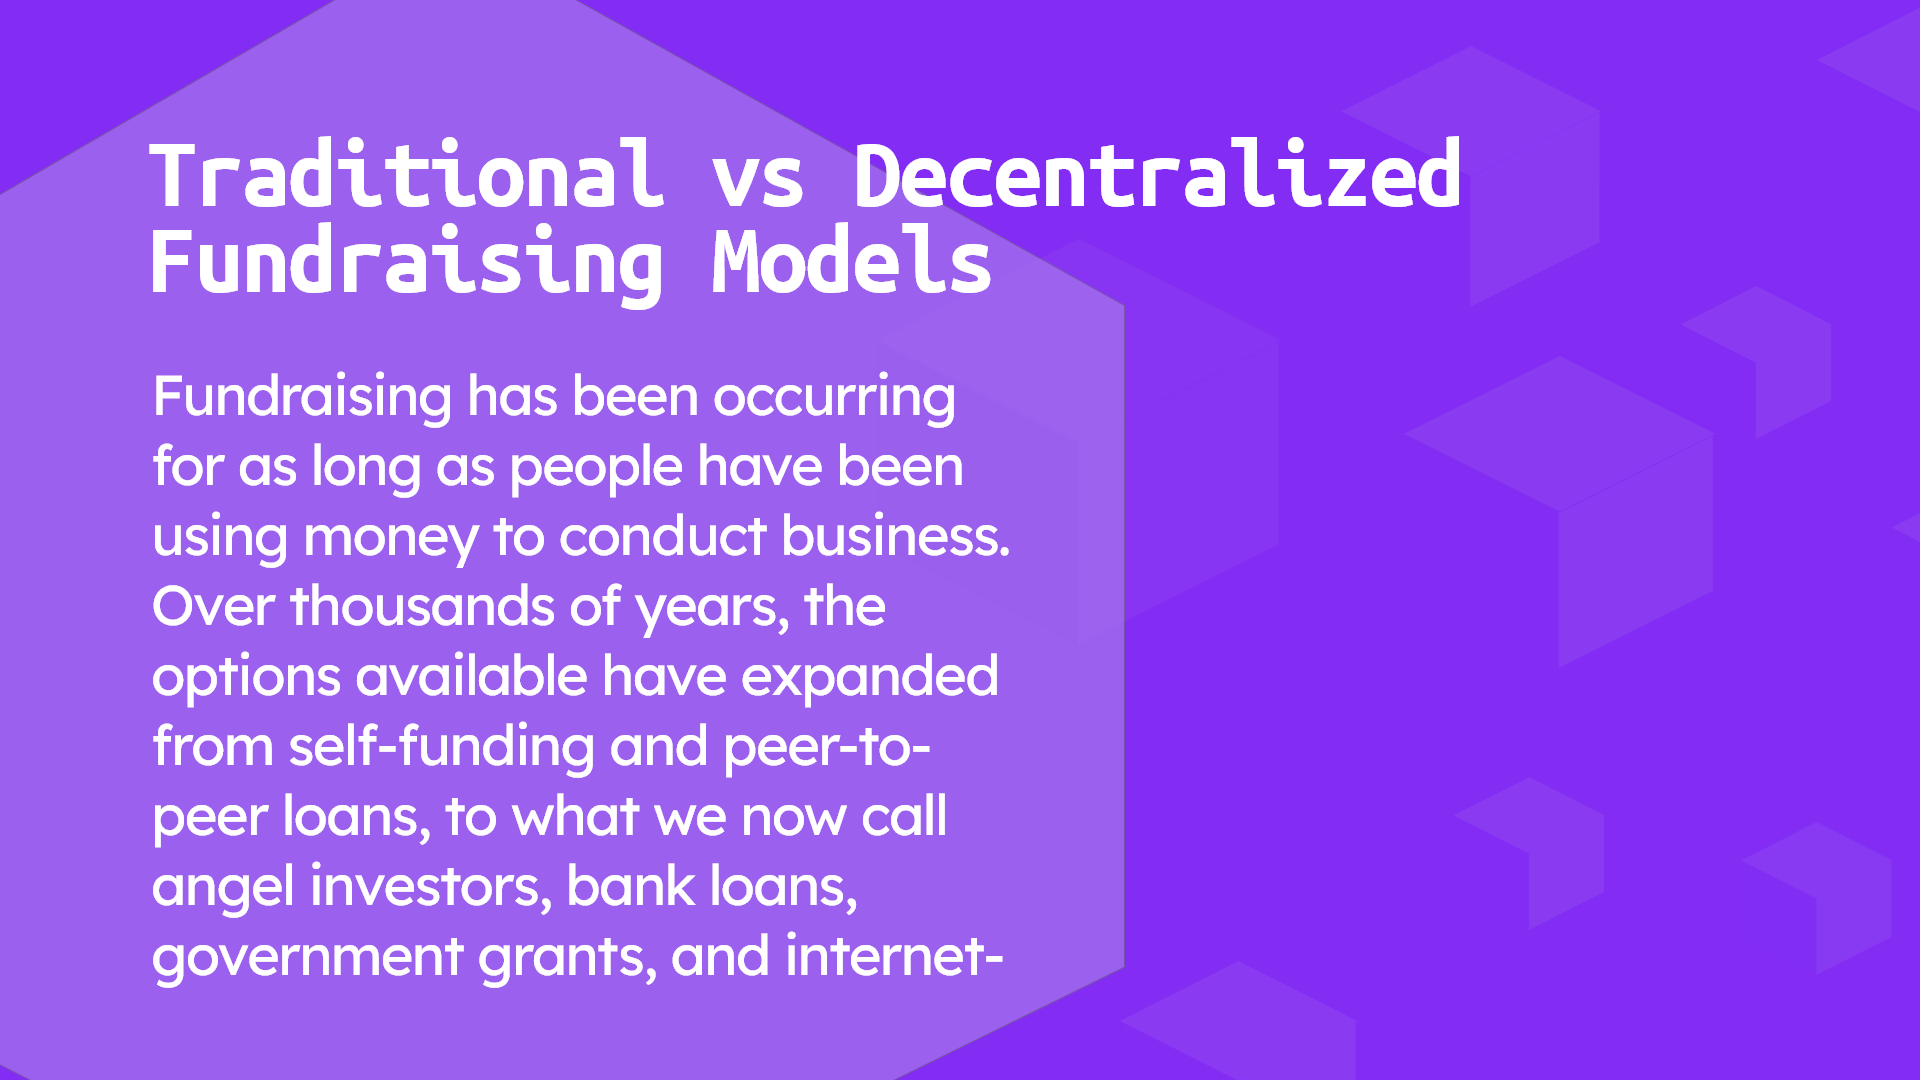 Traditional vs Decentralized
Fundraising Models
Fundraising has been occurring
for as long as people have been
using money to conduct business.
Over thousands of years, the
options available have expanded
from self-funding and peer-to-
peer loans, to what we now call
angel investors, bank loans,
government grants, and internet-